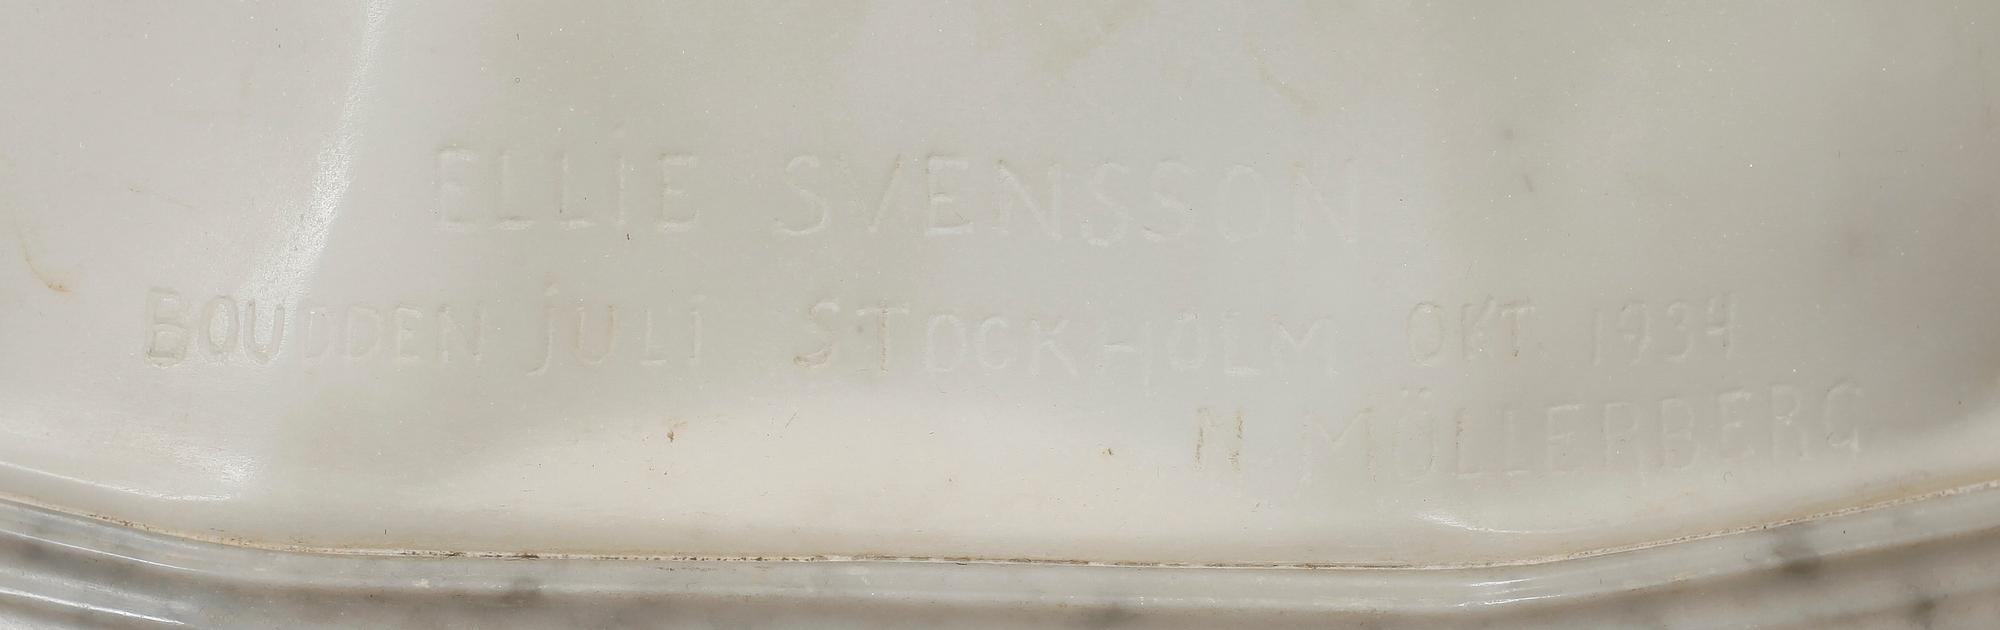 ELLiE SVENSSON
BOUDDEN jULi STOCKHOLM OKT 1934
N. MÖLLERBERG